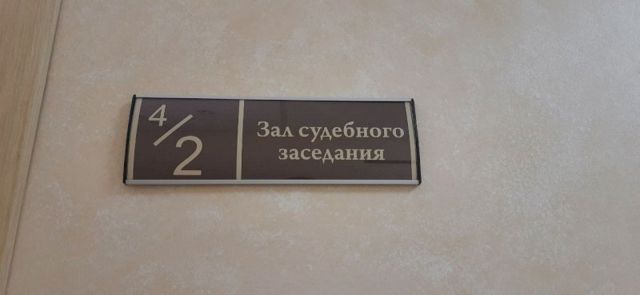 4/2
Зал судебного
заседания